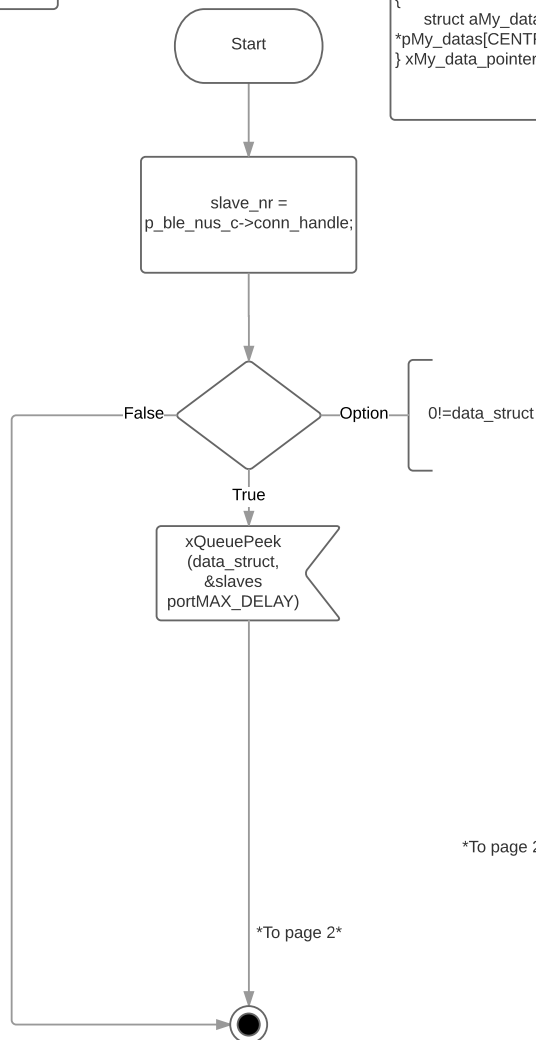 {
struct aMy_data
*pMy_datas[CENT
} xMy_data_pointer
Start
slave_nr =
p_ble_nus_c->conn_handle;
False
Option
0!=data_struct
True
xQueuePeek
(data_struct,
&slaves
portMAX_DELAY)
*To page 2
*To page 2*